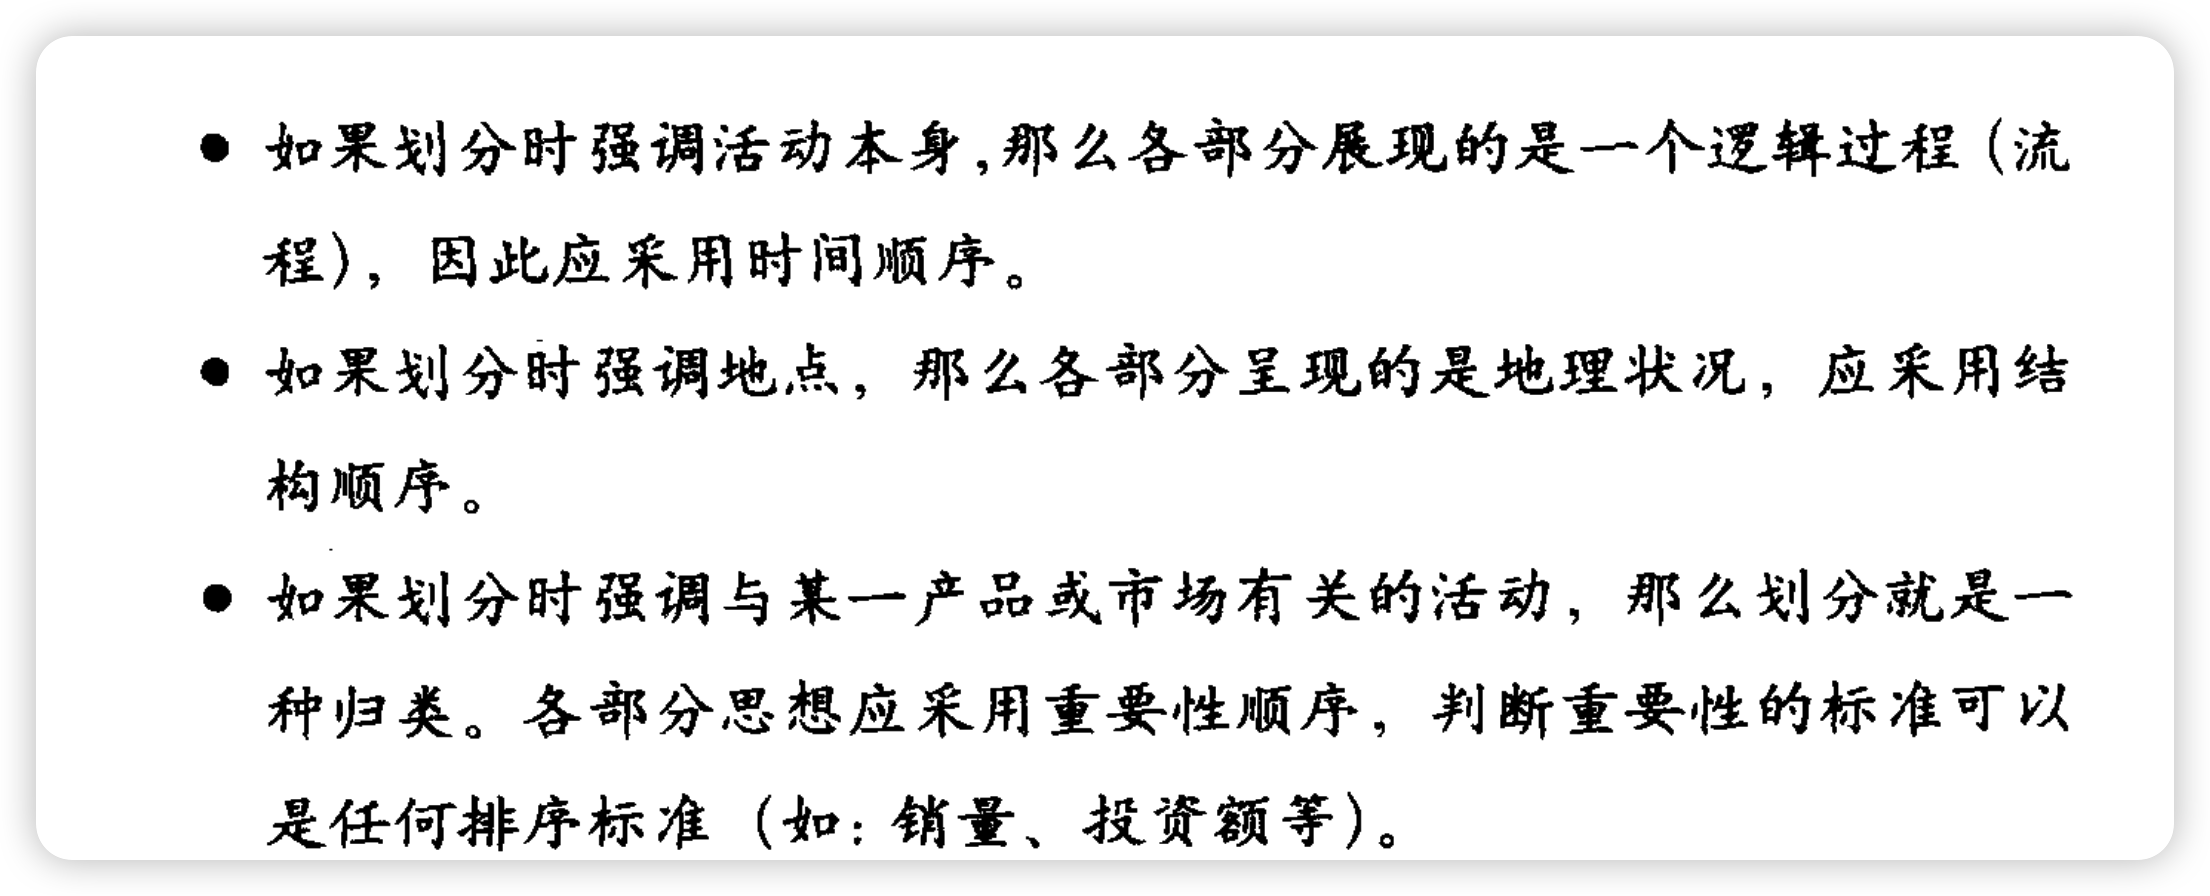 ● 如果划分时强调活动本身,那么各部分展现的是一个逻辑过程(流
程),因此应采用时间顺序。
● 如果划分时强调地点,那么各部分呈现的是地理状况,应采用结
构顺序。
● 如果划分时强调与某一产品或市场有关的活动,那么划分就是一
种归类。各部分思想应采用重要性顺序,判断重要性的标准可以
是任何排序标准(如:销量、投资额等)。